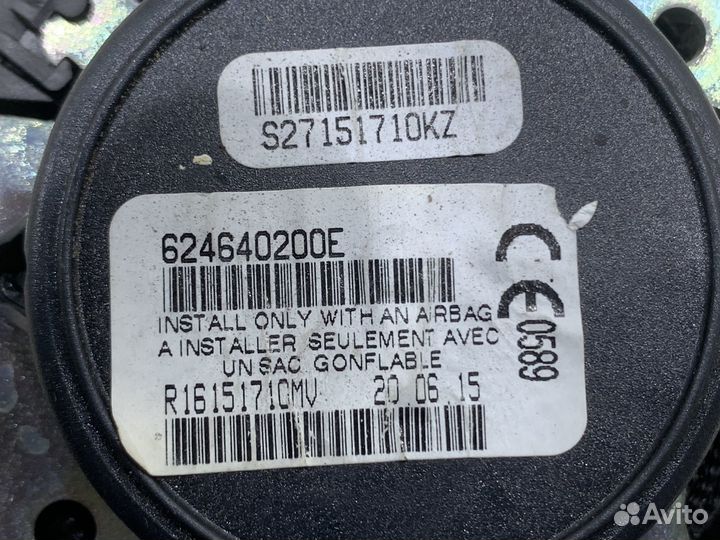 S27151710KZ
624640200E
INSTALL ONLY WITH AN AIRBAG
A INSTALLER SEULEMENT AVEC
UN SAC GONFLABLE
R16151710MV 20 06 15
CE 0589
Avito